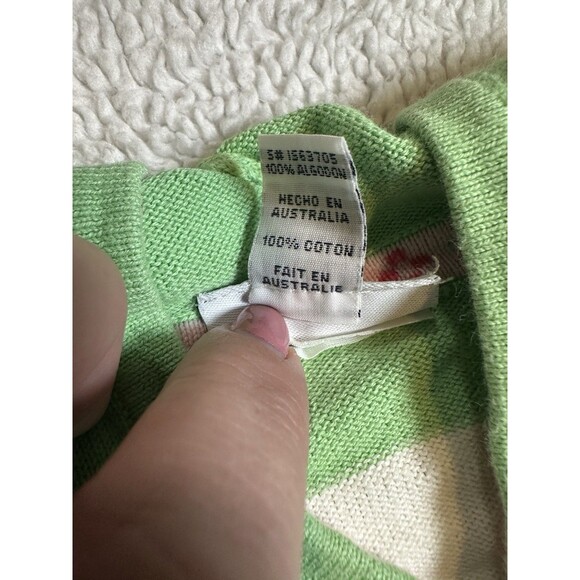 S# 1563705
100% ALGODON
HECHO EN
AUSTRALIA
100% COTON
FAIT EN
AUSTRALIE